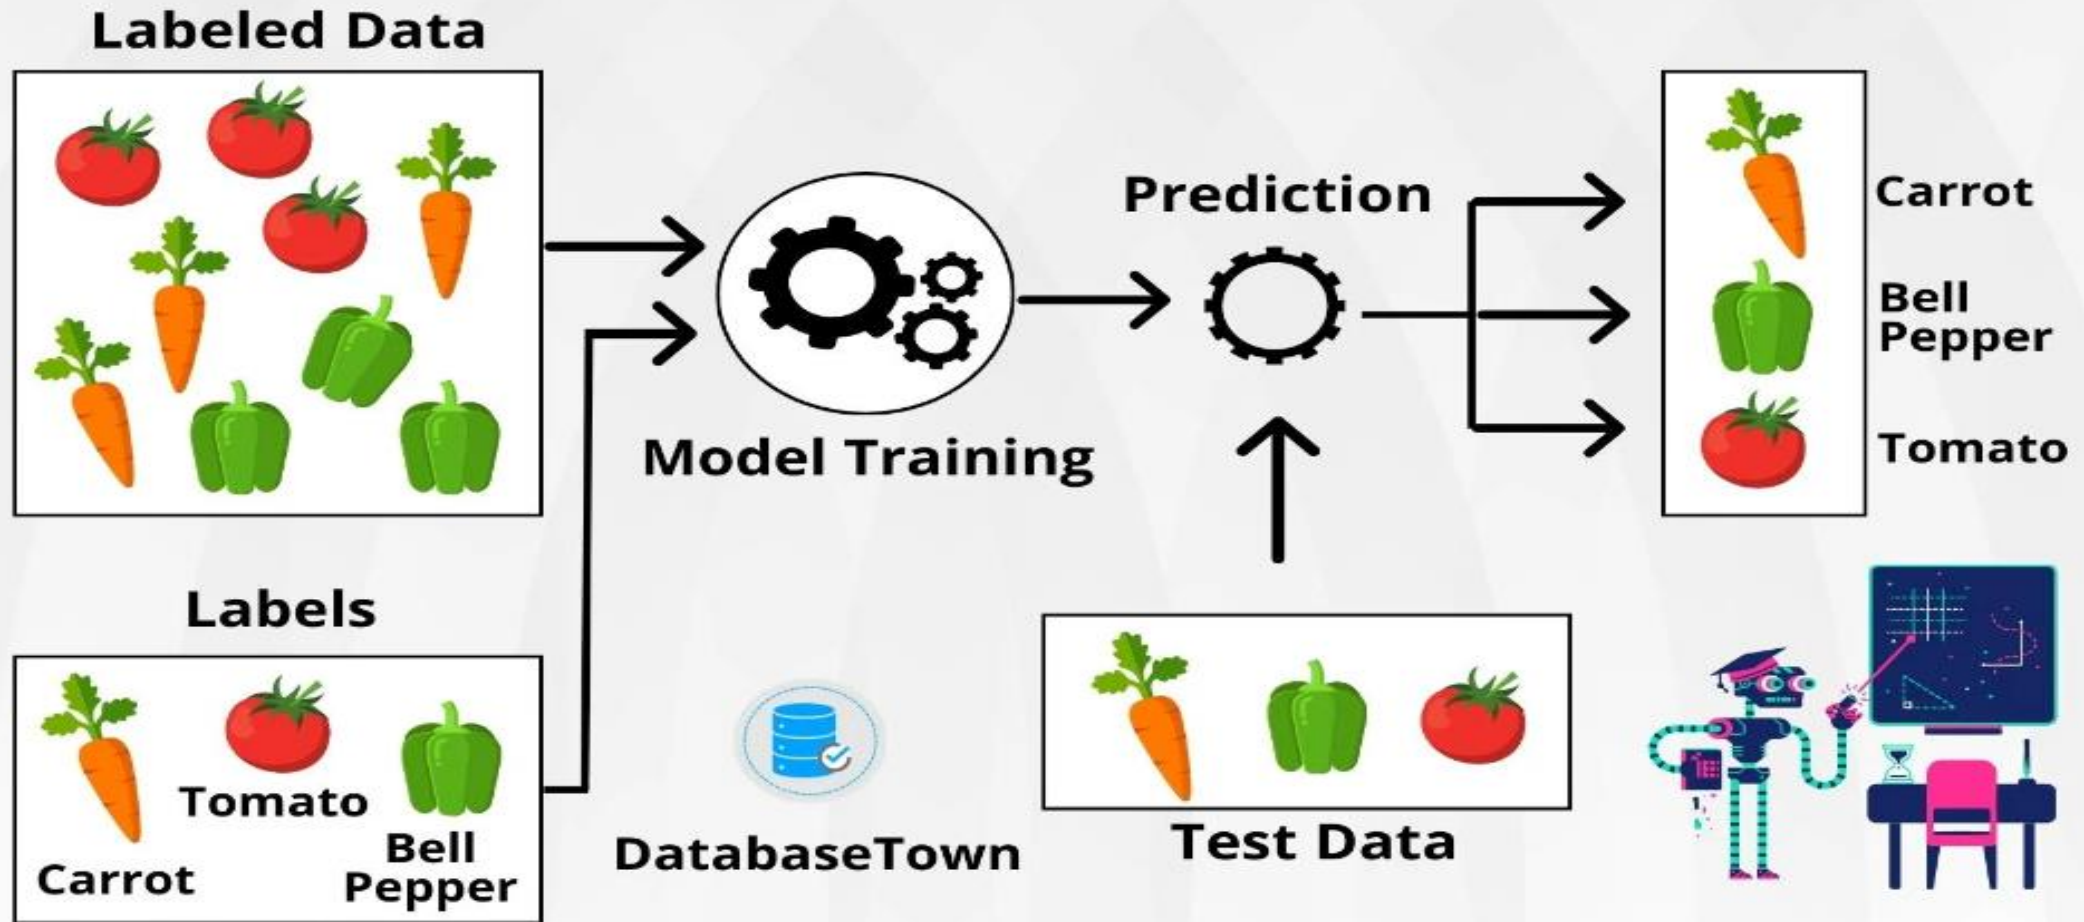 Labeled Data
Labels
Carrot
Tomato
Bell
Pepper
Model Training
Prediction
Test Data
DatabaseTown
Carrot
Bell
Pepper
Tomato